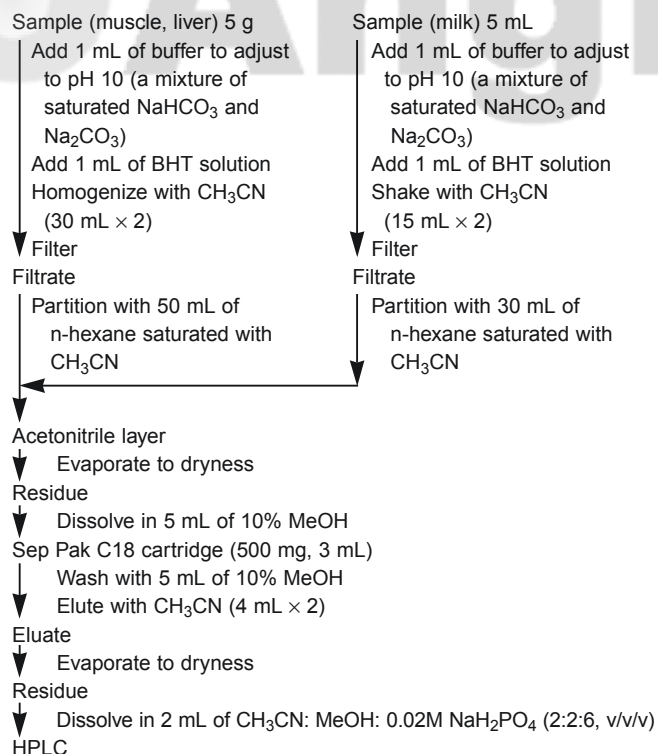 Sample (muscle, liver) 5 g
Add 1 mL of buffer to adjust
to pH 10 (a mixture of
saturated NaHCO₃ and
Na₂CO₃)
Add 1 mL of BHT solution
Homogenize with CH₃CN
(30 mL × 2)
Filter
Filtrate
Partition with 50 mL of
n-hexane saturated with
CH₃CN
Sample (milk) 5 mL
Add 1 mL of buffer to adjust
to pH 10 (a mixture of
saturated NaHCO₃ and
Na₂CO₃)
Add 1 mL of BHT solution
Shake with CH₃CN
(15 mL × 2)
Filter
Filtrate
Partition with 30 mL of
n-hexane saturated with
CH₃CN
Acetonitrile layer
Evaporate to dryness
Residue
Dissolve in 5 mL of 10% MeOH
Sep Pak C18 cartridge (500 mg, 3 mL)
Wash with 5 mL of 10% MeOH
Elute with CH₃CN (4 mL × 2)
Eluate
Evaporate to dryness
Residue
Dissolve in 2 mL of CH₃CN: MeOH: 0.02M NaH₂PO₄ (2:2:6, v/v/v)
HPLC